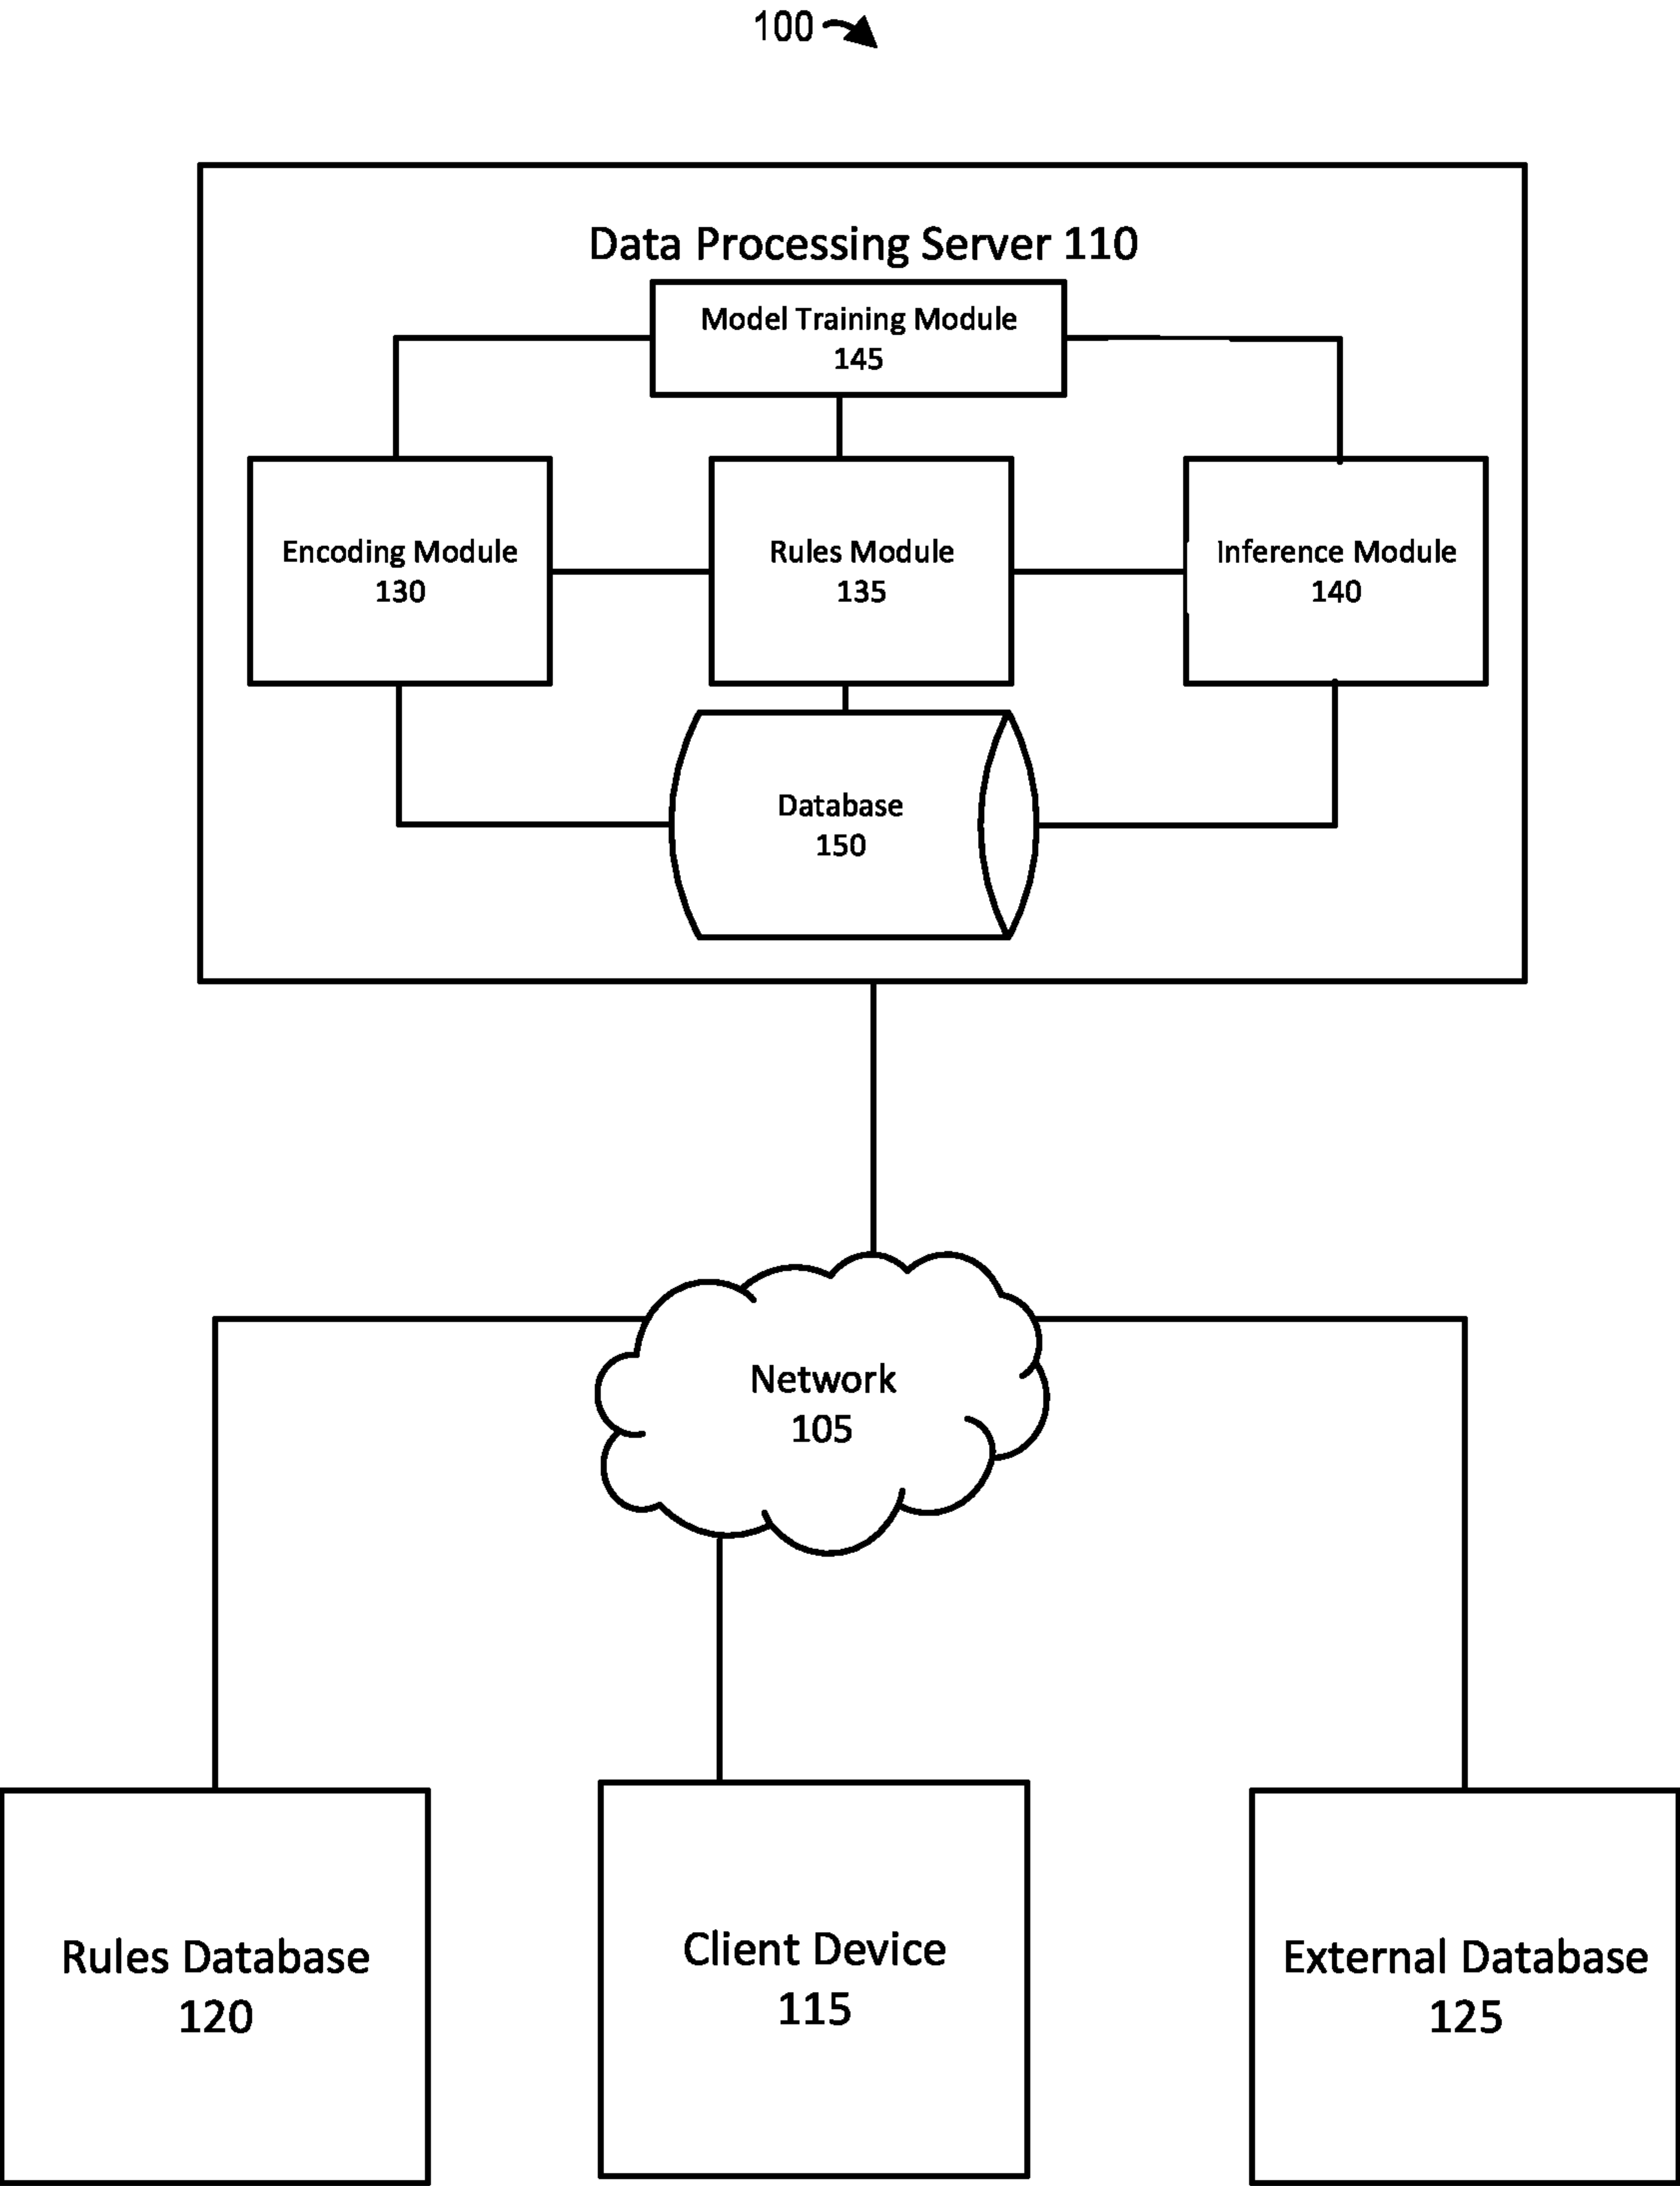 100
Data Processing Server 110
Model Training Module
145
Encoding Module
130
Rules Module
135
Inference Module
140
Database
150
Network
105
Rules Database
120
Client Device
115
External Database
125